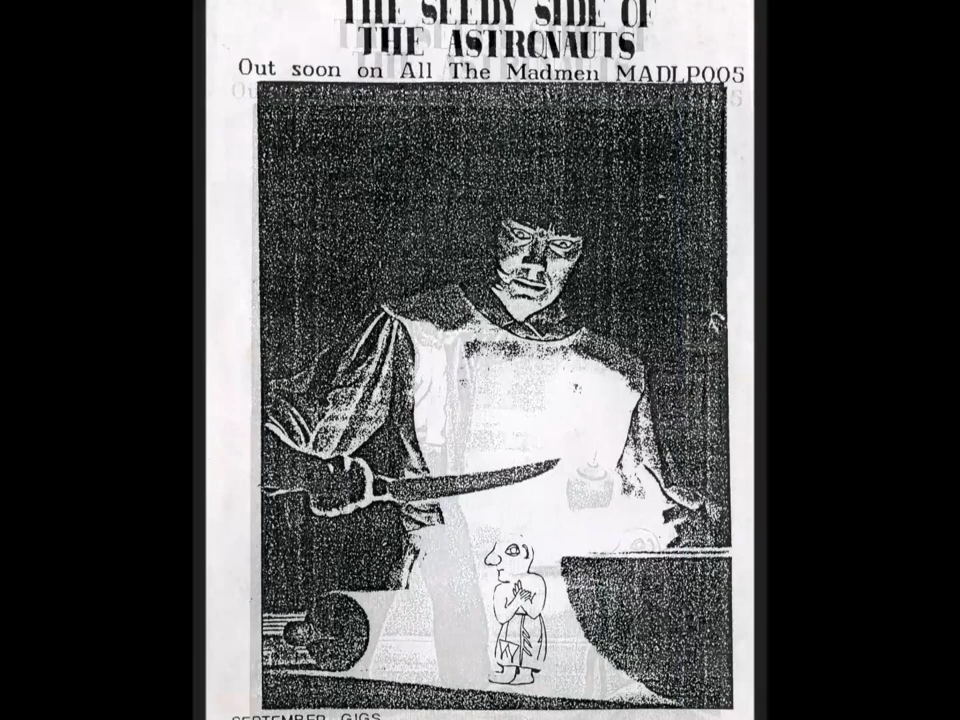 THE SEEDY SIDE OF
THE ASTRONAUTS
Out soon on All The Madmen MADLP005
SEPTEMBER GIGS